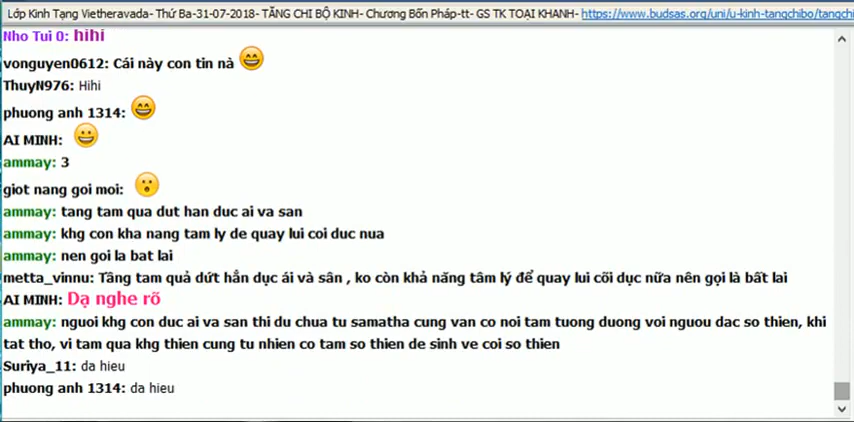 Lớp Kinh Tạng Vietheravada- Thứ Ba-31-07-2018- TĂNG CHI BỘ KINH- Chương Bốn Pháp-tt- GS TK TOẠI KHANH- https://www.budsas.org/uni/u-kinh-tangchibo/tangchi
Nho Tui 0: hihi
vonguyen0612: Cái này con tin nà 😄
ThuyN976: Hihi
phuong anh 1314: 😄
AI MINH: 😀
ammay: 3
giot nang goi moi: 😗
ammay: tang tam qua dut han duc ai va san
ammay: khg con kha nang tam ly de quay lui coi duc nua
ammay: nen goi la bat lai
metta_vinnu: Tâng tam quả dứt hẳn dục ái và sân , ko còn khả năng tâm lý để quay lui cõi dục nữa nên gọi là bất lai
AI MINH: Dạ nghe rõ
ammay: nguoi khg con duc ai va san thi du chua tu samatha cung van co noi tam tuong duong voi nguou dac so thien, khi
tat tho, vi tam qua khg thien cung tu nhien co tam so thien de sinh ve coi so thien
Suriya_11: da hieu
phuong anh 1314: da hieu